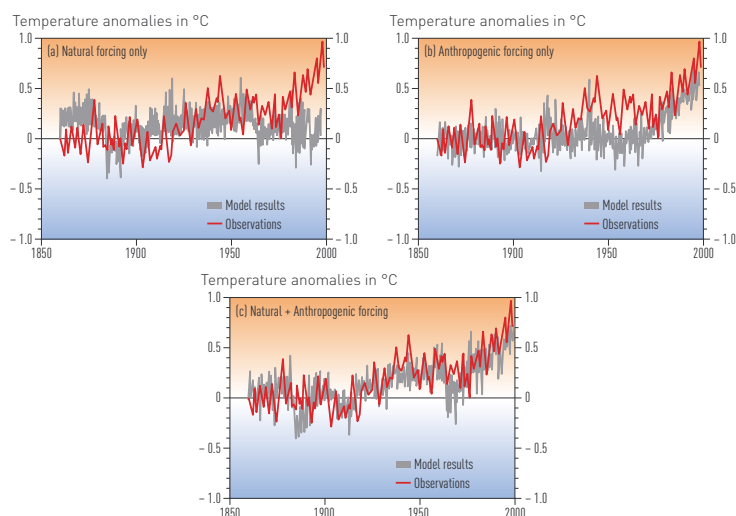 Temperature anomalies in °C
1.0 1.0
(a) Natural forcing only
0.5 0.5
0 0
– 0.5 – 0.5
Model results
Observations
– 1.0 – 1.0
1850 1900 1950 2000
Temperature anomalies in °C
1.0 1.0
(b) Anthropogenic forcing only
0.5 0.5
0 0
– 0.5 – 0.5
Model results
Observations
– 1.0 – 1.0
1850 1900 1950 2000
Temperature anomalies in °C
1.0 1.0
(c) Natural + Anthropogenic forcing
0.5 0.5
0 0
– 0.5 – 0.5
Model results
Observations
– 1.0 – 1.0
1850 1900 1950 2000